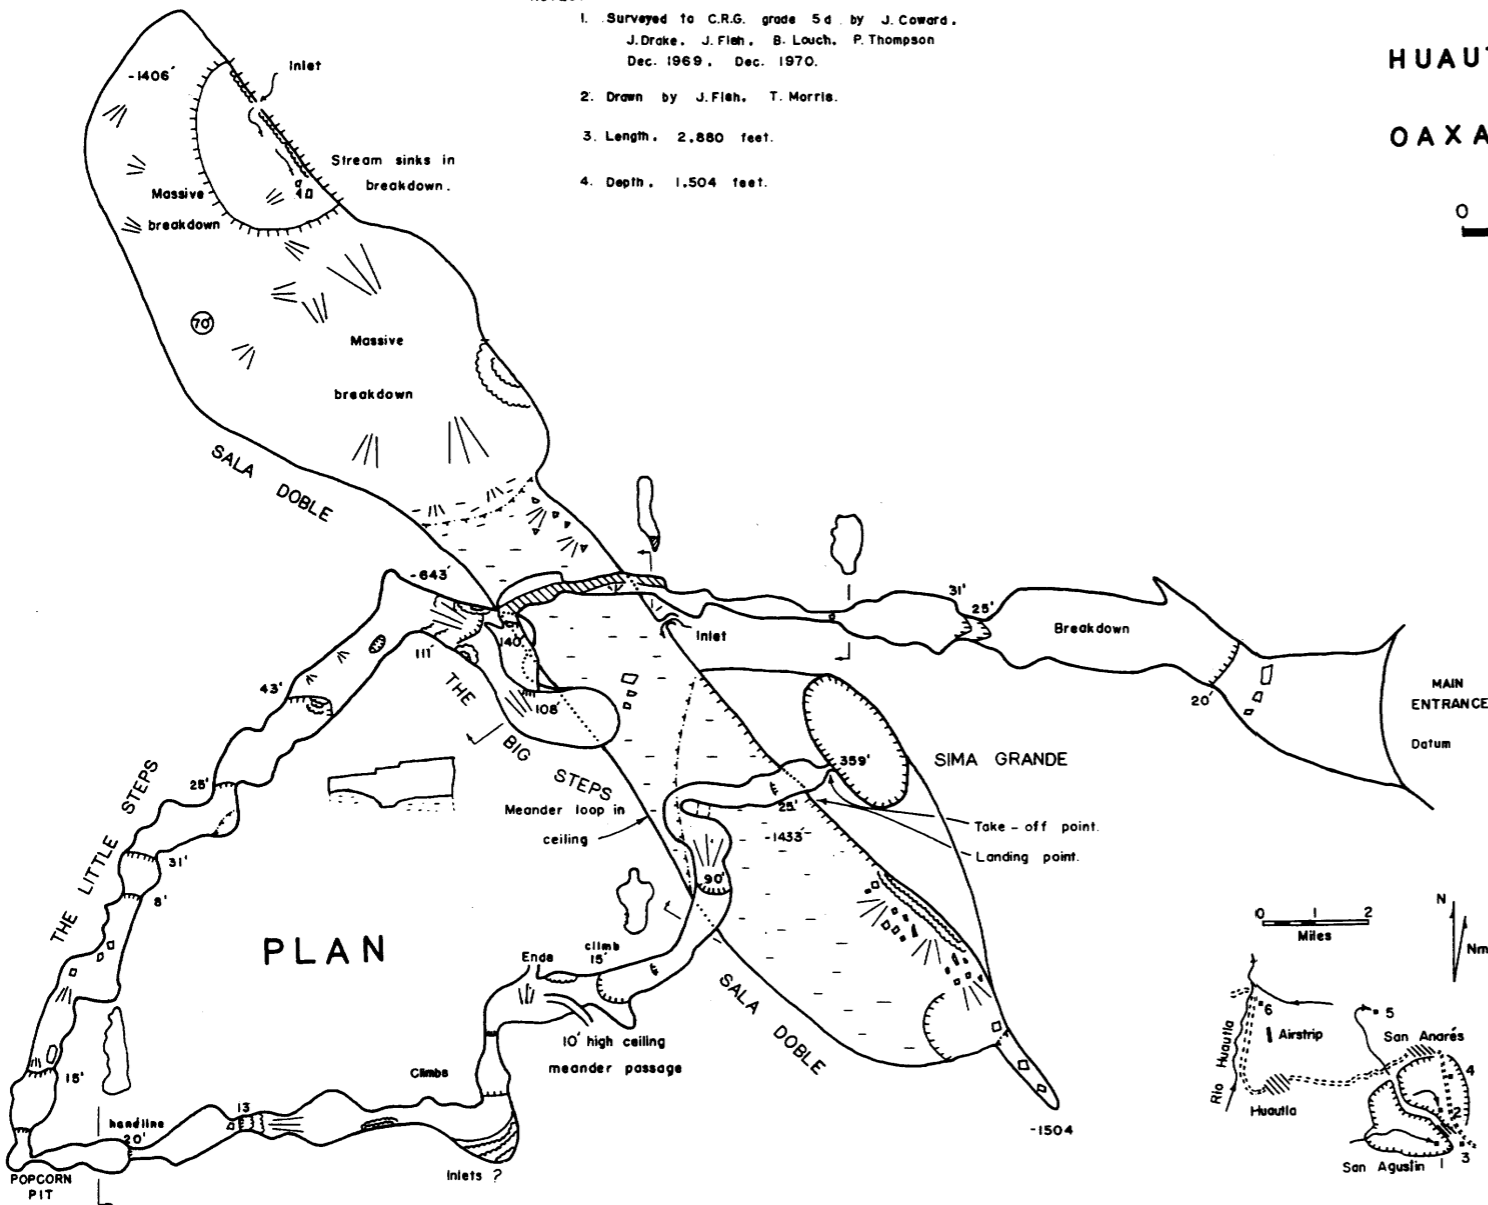 1. Surveyed to C.R.G. grade 5d by J. Coward.
J. Drake. J. Fish. B. Louch. P. Thompson
Dec. 1969. Dec. 1970.
2. Drawn by J. Fish. T. Morris.
3. Length. 2.880 feet.
4. Depth. 1.504 feet.
HUAUT
OAXA
0
-1406'
Inlet
Stream sinks in
breakdown.
Massive
breakdown
70'
Massive
breakdown
SALA DOBLE
-643'
140'
111'
THE BIG STEPS
108'
Inlet
31'
25'
Breakdown
20'
MAIN
ENTRANCE
Datum
43'
25'
THE LITTLE STEPS
31'
8'
15'
SIMA GRANDE
359'
25'
-1433'
Take-off point.
Landing point.
Meander loop in
ceiling
90'
PLAN
Ends
climb
15'
10' high ceiling
meander passage
SALA DOBLE
Climbs
13
handline
20'
POPCORN
PIT
Inlets ?
-1504
0 1 2
Miles
N
Nm
6
5
Airstrip
San Anarés
Rio Huautla
Huautla
4
San Agustin
1
3